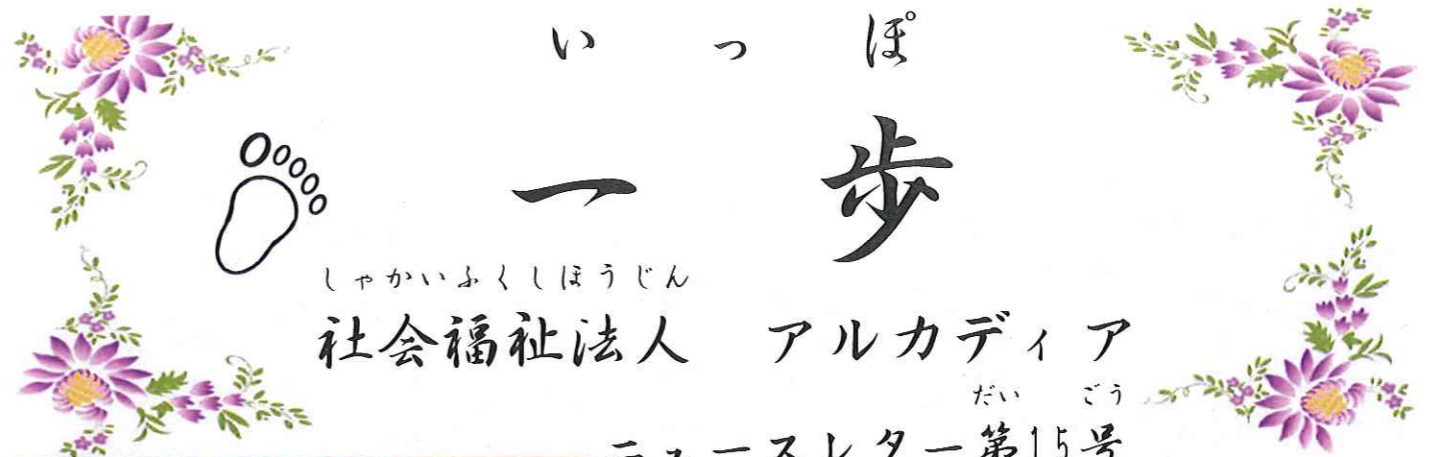 いっぽ
一歩
しゃかいふくしほうじん
社会福祉法人　アルカディア
だい　ごう
ニュースレター第15号